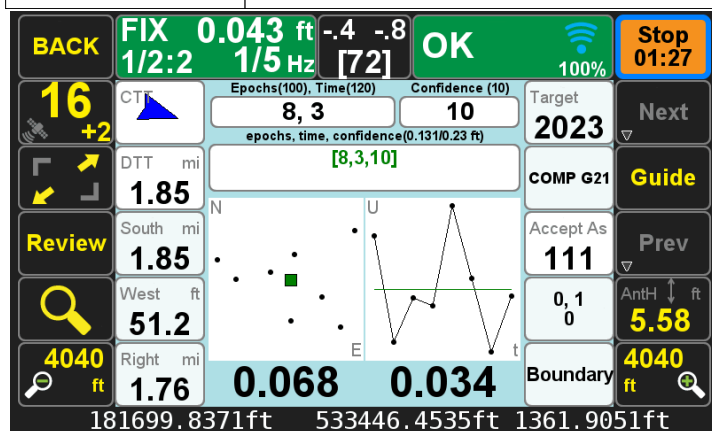 BACK
FIX 0.043 ft
1/2:2 1/5 Hz
-.4 -.8
[72]
OK
100%
Stop
01:27
16
+2
CTT
Epochs(100), Time(120)
8, 3
Confidence (10)
10
Target
2023
Next
epochs, time, confidence(0.131/0.23 ft)
[8,3,10]
DTT mi
1.85
COMP G21
Guide
Review
South mi
1.85
N
U
Accept As
111
Prev
West ft
51.2
0, 1
0
AntH ft
5.58
4040
ft
Right mi
1.76
E
t
0.068
0.034
Boundary
4040
ft
181699.8371ft 533446.4535ft 1361.9051ft